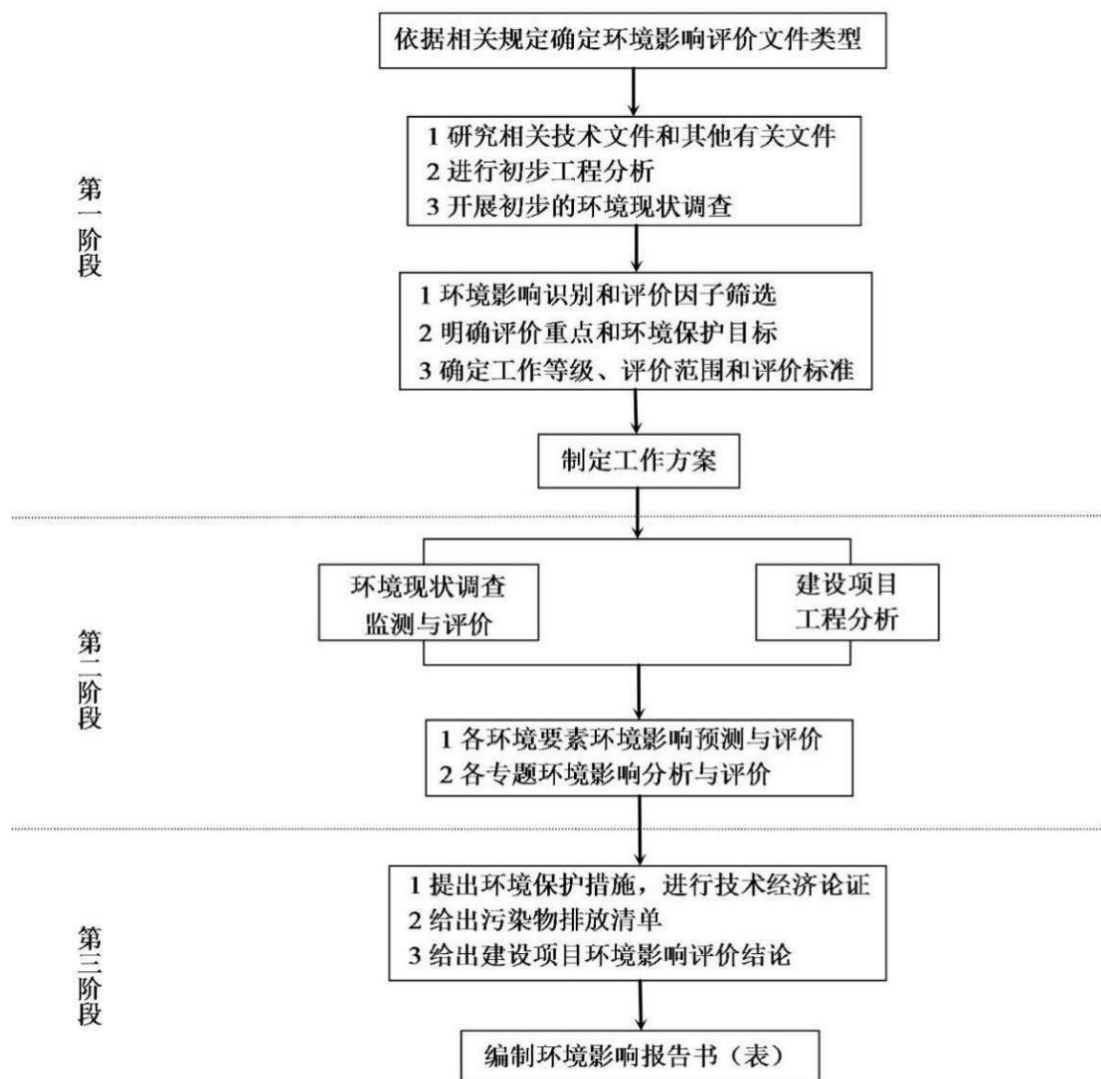 依据相关规定确定环境影响评价文件类型
1 研究相关技术文件和其他有关文件
2 进行初步工程分析
3 开展初步的环境现状调查
第一阶段
1 环境影响识别和评价因子筛选
2 明确评价重点和环境保护目标
3 确定工作等级、评价范围和评价标准
制定工作方案
第二阶段
环境现状调查
监测与评价
建设项目
工程分析
1 各环境要素环境影响预测与评价
2 各专题环境影响分析与评价
第三阶段
1 提出环境保护措施，进行技术经济论证
2 给出污染物排放清单
3 给出建设项目环境影响评价结论
编制环境影响报告书（表）